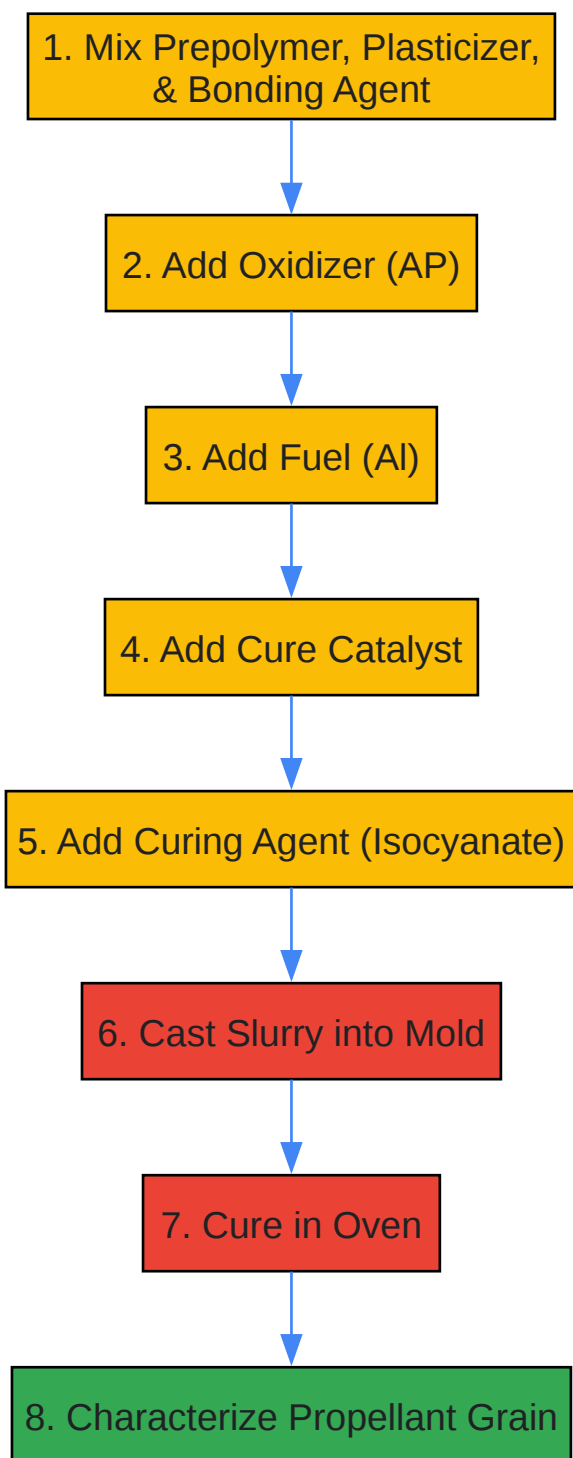 1. Mix Prepolymer, Plasticizer,
& Bonding Agent
2. Add Oxidizer (AP)
3. Add Fuel (Al)
4. Add Cure Catalyst
5. Add Curing Agent (Isocyanate)
6. Cast Slurry into Mold
7. Cure in Oven
8. Characterize Propellant Grain